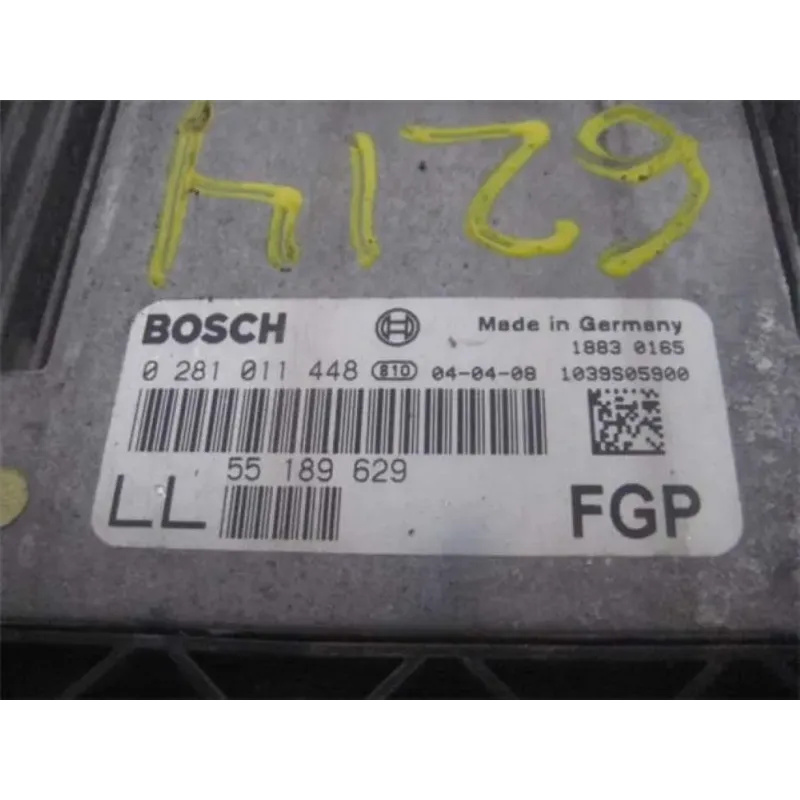 6214
BOSCH Made in Germany
1883 0165
0 281 011 448 810 04-04-08 1039S05900
55 189 629
LL FGP